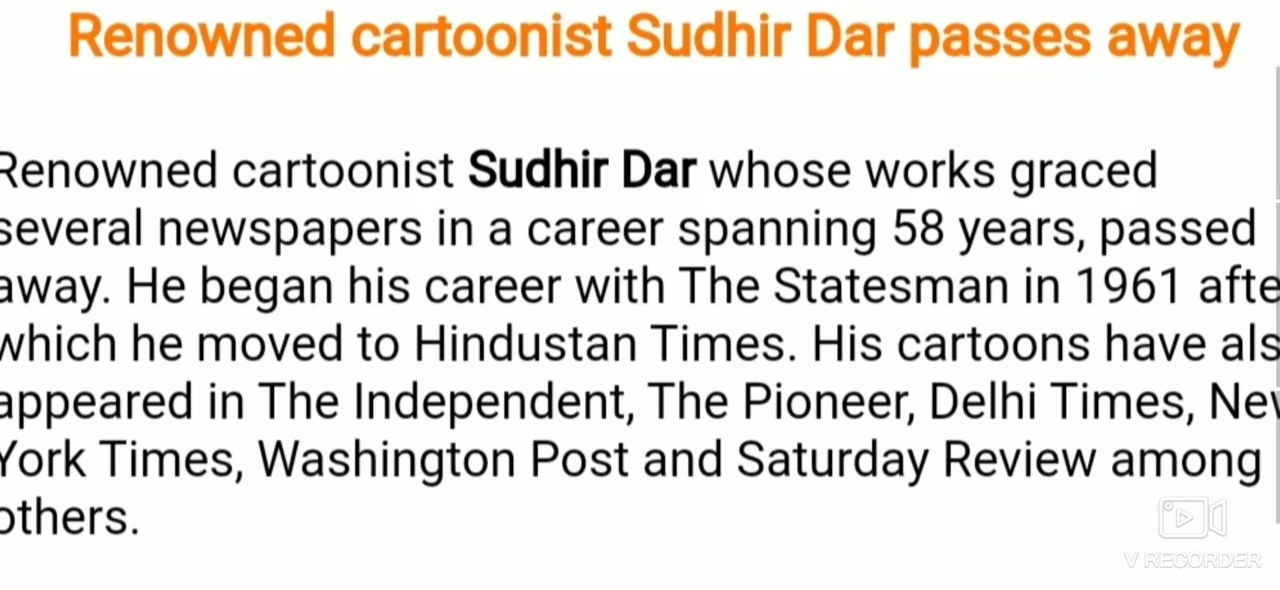 Renowned cartoonist Sudhir Dar passes away
Renowned cartoonist Sudhir Dar whose works graced
several newspapers in a career spanning 58 years, passed
away. He began his career with The Statesman in 1961 afte
which he moved to Hindustan Times. His cartoons have als
appeared in The Independent, The Pioneer, Delhi Times, New
York Times, Washington Post and Saturday Review among
others.
V RECORDER